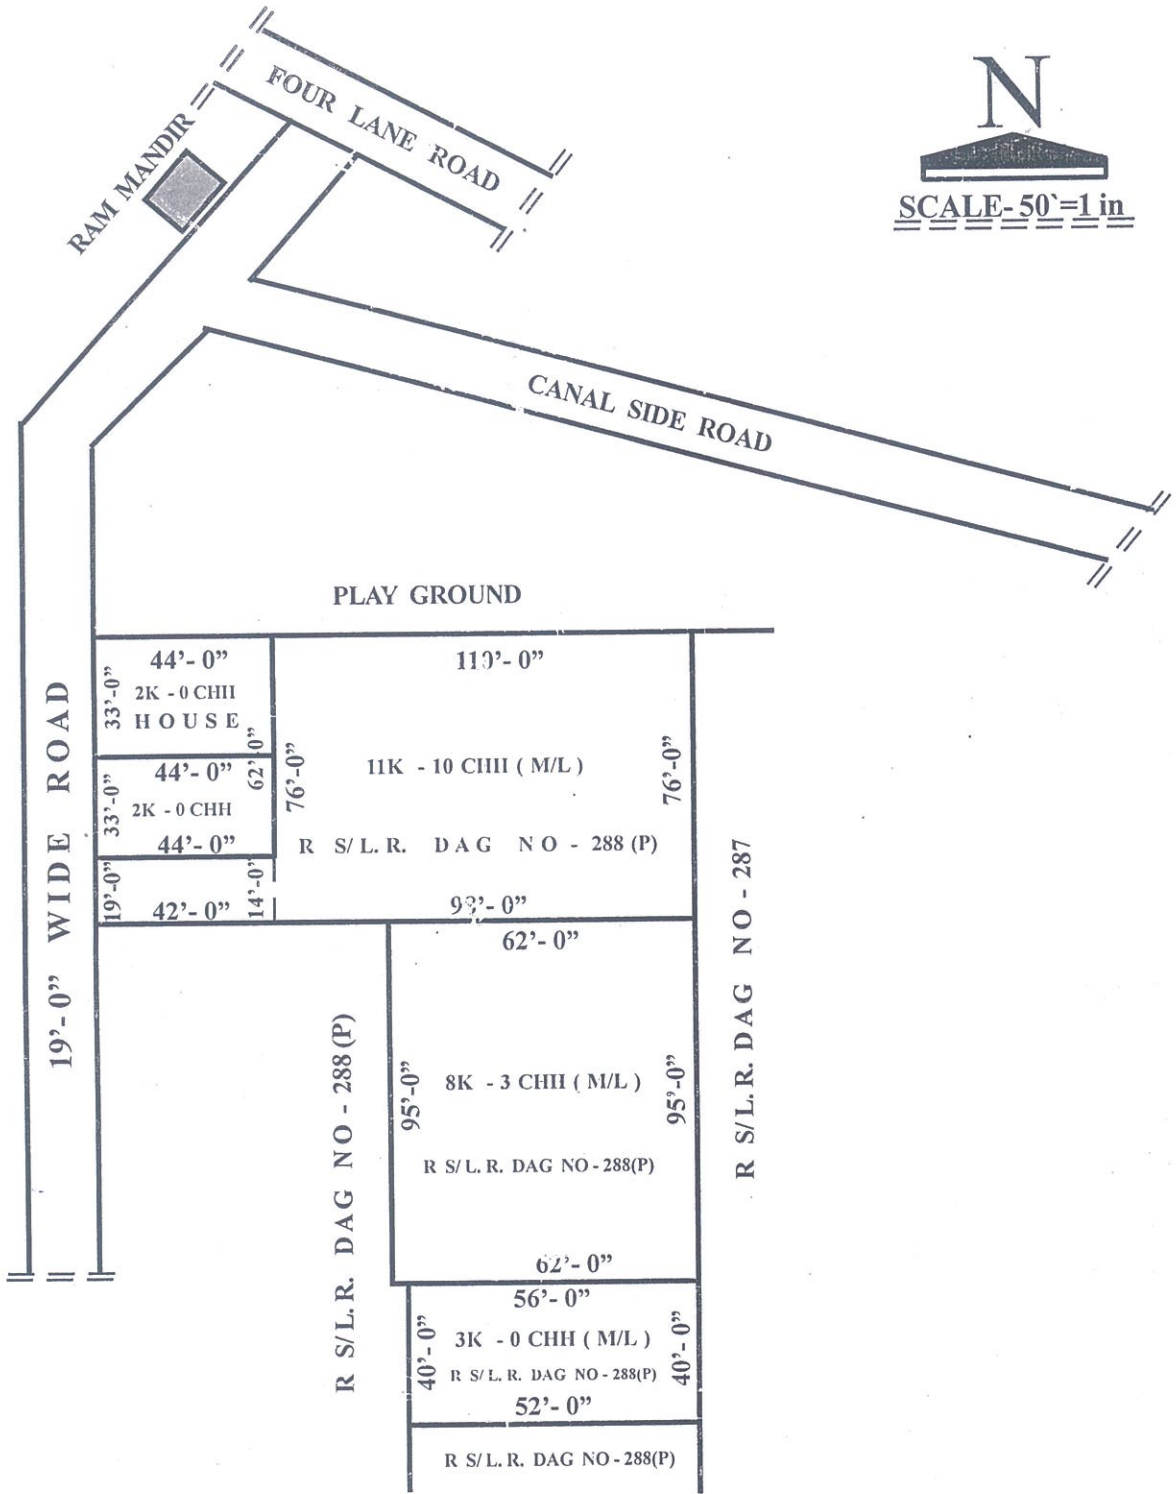 N
SCALE- 50`=1 in
FOUR LANE ROAD
RAM MANDIR
CANAL SIDE ROAD
PLAY GROUND
19’- 0” WIDE ROAD
44’- 0”
33’-0”
2K - 0 CHH
HOUSE
62’-0”
44’- 0”
33’-0”
2K - 0 CHH
44’- 0”
19’-0”
14’-0”
42’- 0”
’- 0”
76’-0”
76’-0”
11K - 10 CHH ( M/L )
R S/ L. R. DAG NO - 288 (P)
’- 0”
R S/L.R. DAG NO - 287
62’- 0”
95’-0”
95’-0”
8K - 3 CHH ( M/L )
R S/ L. R. DAG NO - 288(P)
62’- 0”
R S/L.R. DAG NO - 288(P)
56’- 0”
40’- 0”
40’- 0”
3K - 0 CHH ( M/L )
R S/ L. R. DAG NO - 288(P)
52’- 0”
R S/ L. R. DAG NO - 288(P)